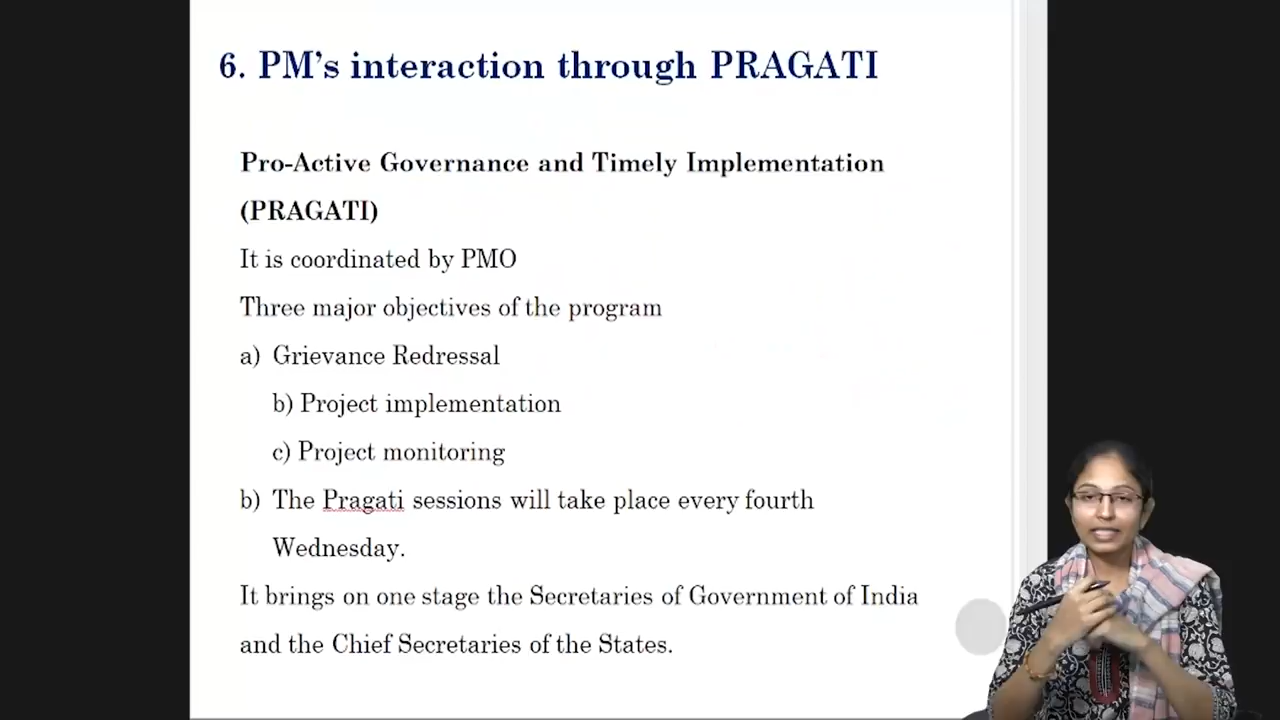 6. PM's interaction through PRAGATI
Pro-Active Governance and Timely Implementation
(PRAGATI)
It is coordinated by PMO
Three major objectives of the program
a) Grievance Redressal
b) Project implementation
c) Project monitoring
b) The Pragati sessions will take place every fourth
Wednesday.
It brings on one stage the Secretaries of Government of India
and the Chief Secretaries of the States.